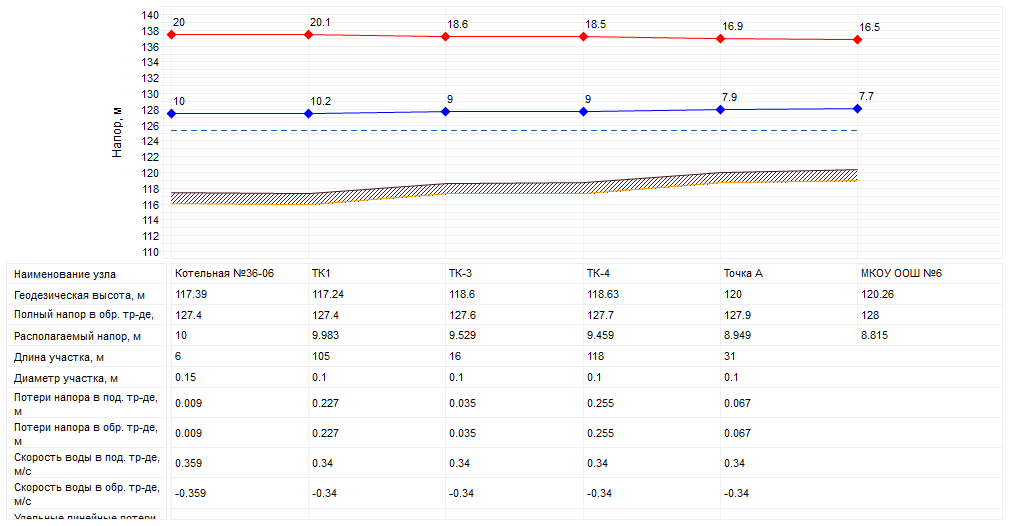 140
138
136
134
132
130
128
126
124
122
120
118
116
114
112
110
Напор, м
20 20.1 18.6 18.5 16.9 16.5
10 10.2 9 9 7.9 7.7
Наименование узла Котельная №36-06 ТК1 ТК-3 ТК-4 Точка А МКОУ ООШ №6
Геодезическая высота, м 117.39 117.24 118.6 118.63 120 120.26
Полный напор в обр. тр-де, 127.4 127.4 127.6 127.7 127.9 128
Располагаемый напор, м 10 9.983 9.529 9.459 8.949 8.815
Длина участка, м 6 105 16 118 31
Диаметр участка, м 0.15 0.1 0.1 0.1 0.1
Потери напора в под. тр-де,
м 0.009 0.227 0.035 0.255 0.067
Потери напора в обр. тр-де,
м 0.009 0.227 0.035 0.255 0.067
Скорость воды в под. тр-де,
м/с 0.359 0.34 0.34 0.34 0.34
Скорость воды в обр. тр-де,
м/с -0.359 -0.34 -0.34 -0.34 -0.34
Удельные линейные потери